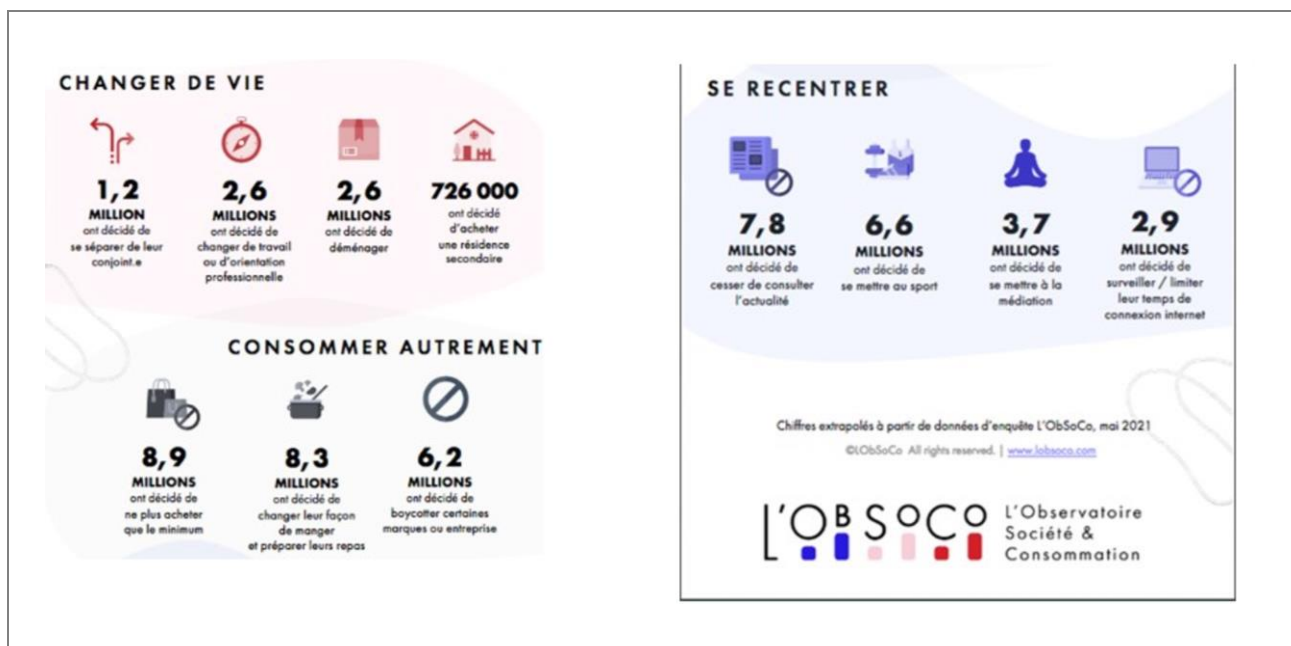 CHANGER DE VIE
1,2
MILLION
ont décidé de
se séparer de leur
conjoint.e
2,6
MILLIONS
ont décidé de
changer de travail
ou d'orientation
professionnelle
2,6
MILLIONS
ont décidé de
déménager
726 000
ont décidé
d'acheter
une résidence
secondaire
CONSOMMER AUTREMENT
8,9
MILLIONS
ont décidé de
ne plus acheter
que le minimum
8,3
MILLIONS
ont décidé de
changer leur façon
de manger
et préparer leurs repas
6,2
MILLIONS
ont décidé de
boycotter certaines
marques ou entreprise
SE RECENTRER
7,8
MILLIONS
ont décidé de
cesser de consulter
l'actualité
6,6
MILLIONS
ont décidé de
se mettre au sport
3,7
MILLIONS
ont décidé de
se mettre à la
médiation
2,9
MILLIONS
ont décidé de
surveiller / limiter
leur temps de
connexion internet
Chiffres extrapolés à partir de données d'enquête L'ObSoCo, mai 2021
©LObSoCo All rights reserved. | www.lobsoco.com
L'OBSOCO
L'Observatoire
Société &
Consommation